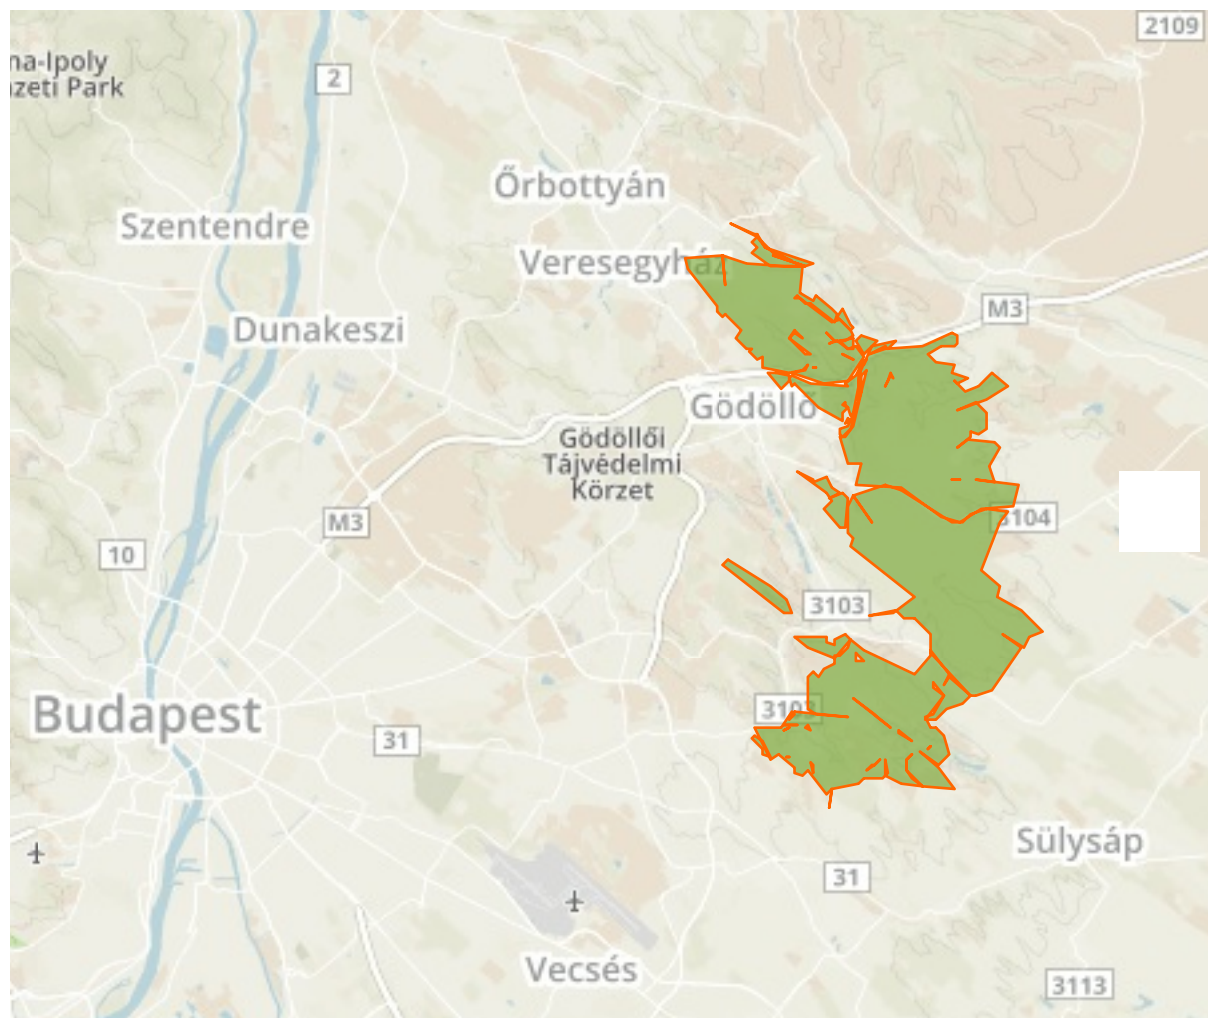 2109
na-Ipoly
zeti Park
2
Őrbottyán
Szentendre
Veresegyház
M3
Dunakeszi
Gödöllő
Gödöllői
Tájvédelmi
Körzet
M3
3104
10
3103
Budapest
3103
31
Sülysáp
31
Vecsés
3113